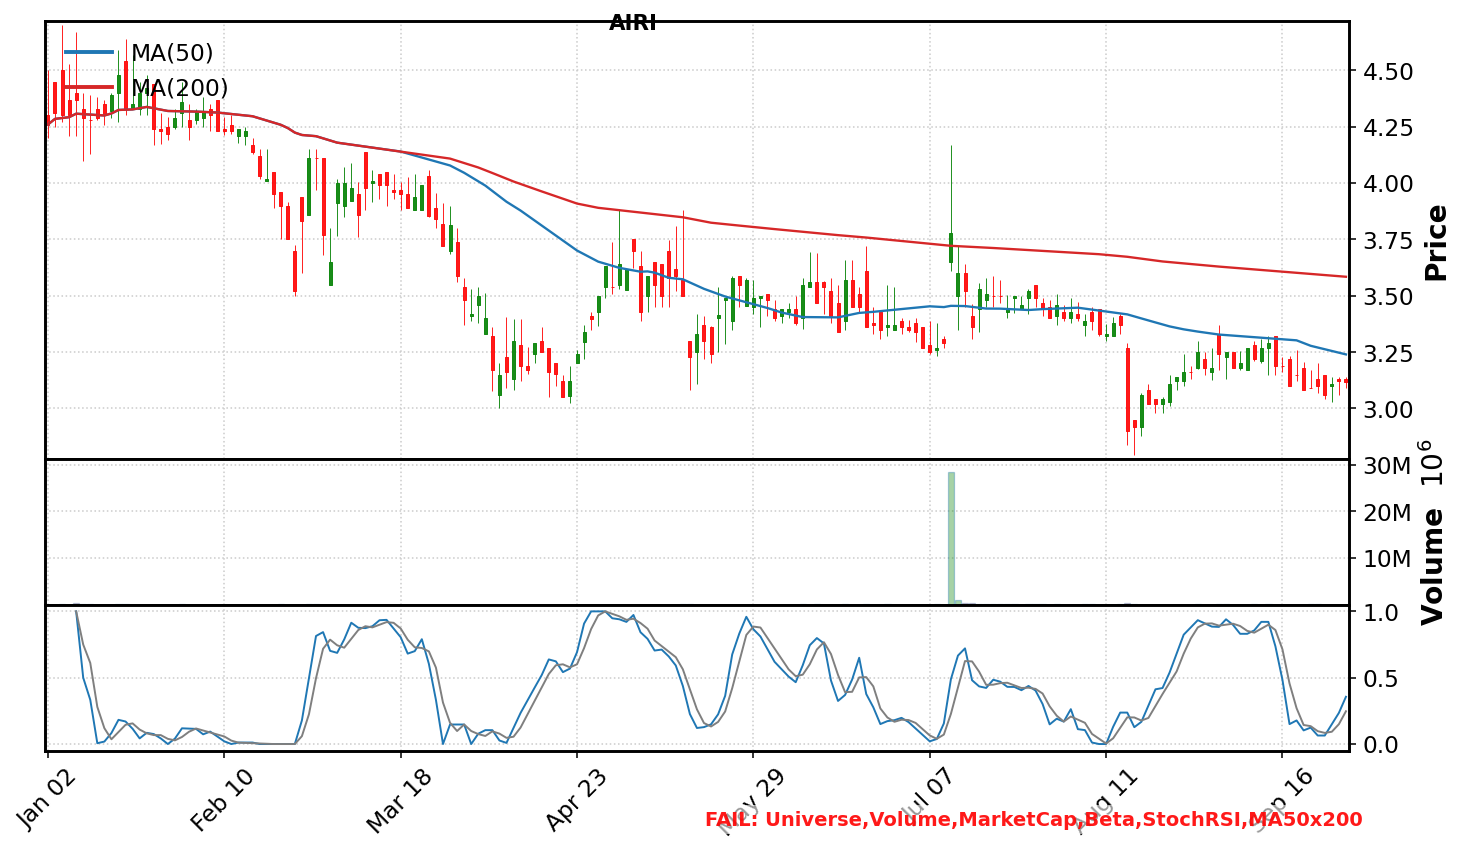 AIRI
MA(50)
MA(200)
4.50
4.25
4.00
3.75
3.50
3.25
3.00
Price
30M
20M
10M
Volume 10^6
1.0
0.5
0.0
Jan 02
Feb 10
Mar 18
Apr 23
May 29
Jul 07
Aug 11
Sep 16
FAIL: Universe,Volume,MarketCap,Beta,StochRSI,MA50x200